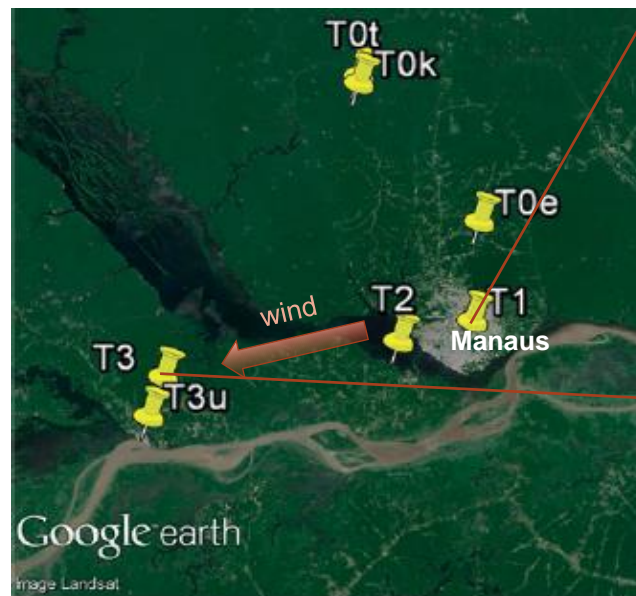 T0t
T0k
T0e
T2
T1
wind
Manaus
T3
T3u
Google earth
Image Landsat